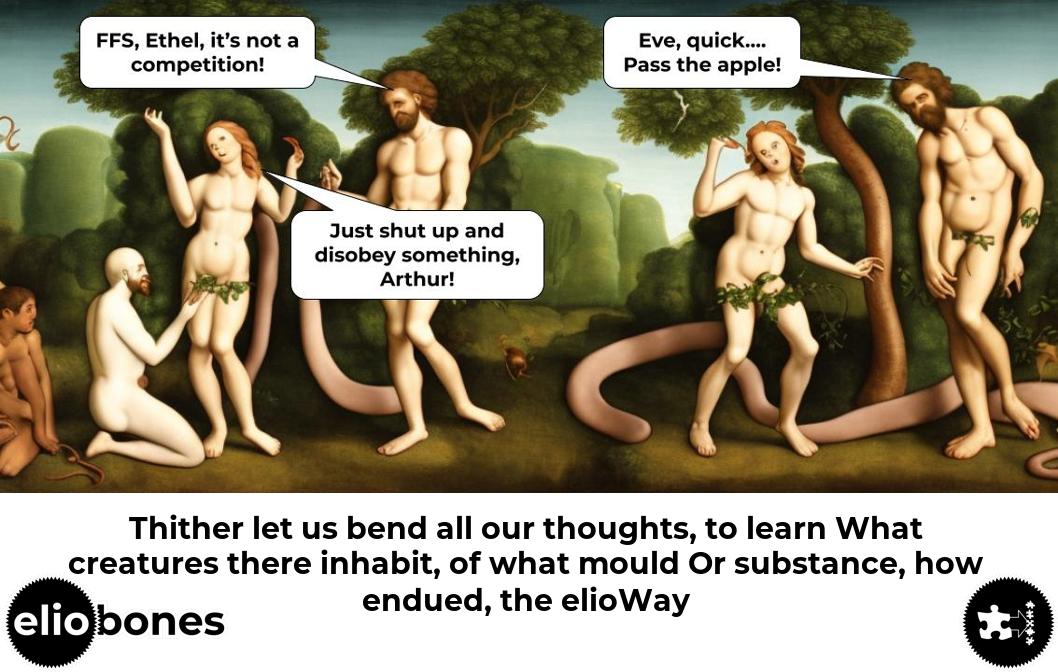 FFS, Ethel, it's not a
competition!
Eve, quick....
Pass the apple!
Just shut up and
disobey something,
Arthur!
Thither let us bend all our thoughts, to learn What
creatures there inhabit, of what mould Or substance, how
endued, the elioWay
eliobones